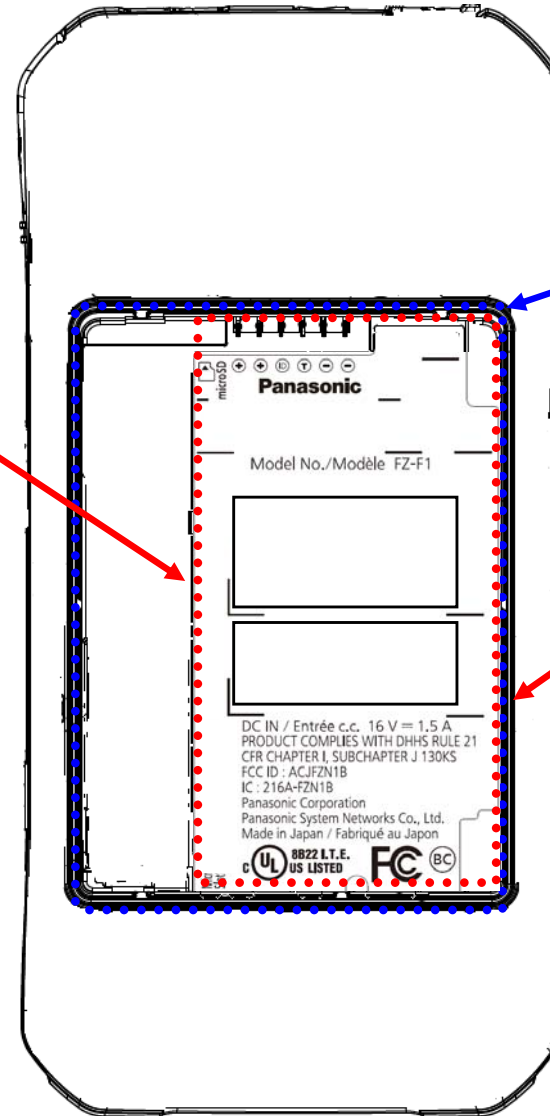 microSD
+ + ID T − −
Panasonic
Model No./Modèle FZ-F1
DC IN / Entrée c.c. 16 V ⎓ 1.5 A
PRODUCT COMPLIES WITH DHHS RULE 21
CFR CHAPTER I, SUBCHAPTER J 130KS
FCC ID : ACJFZN1B
IC : 216A-FZN1B
Panasonic Corporation
Panasonic System Networks Co., Ltd.
Made in Japan / Fabriqué au Japon
C UL 8B22 I.T.E.
US LISTED
FC BC